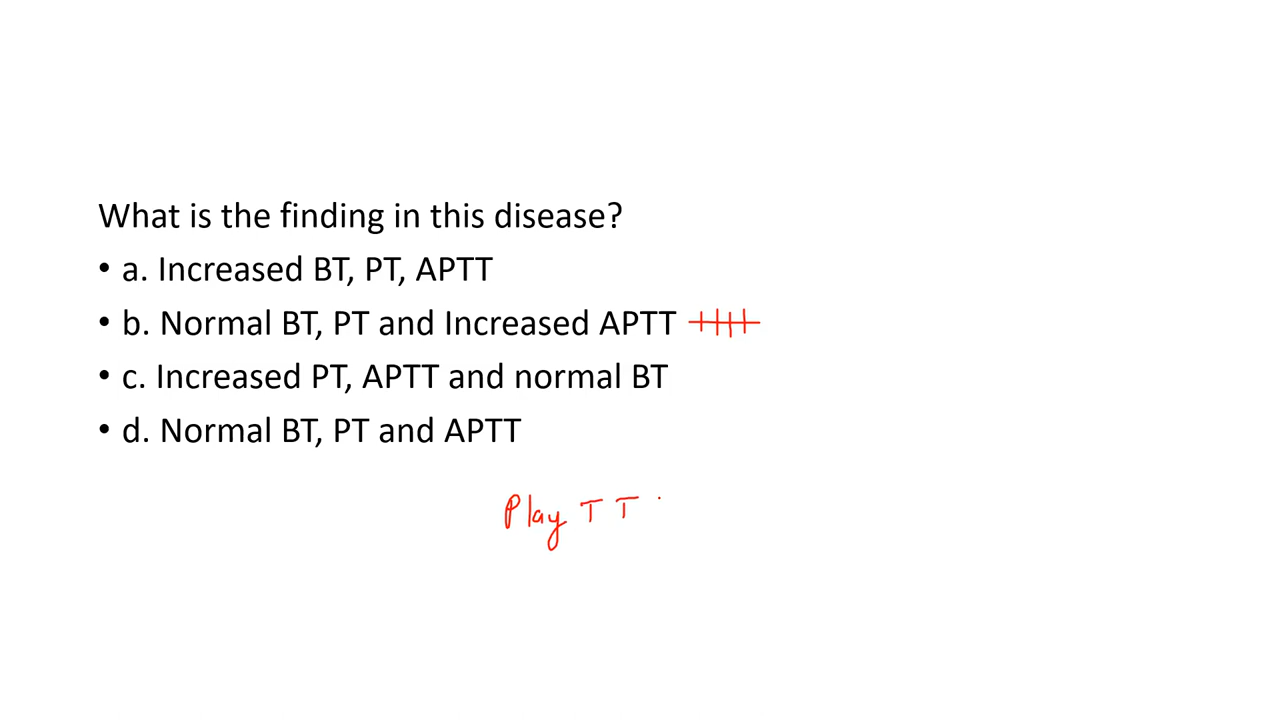 What is the finding in this disease?
• a. Increased BT, PT, APTT
• b. Normal BT, PT and Increased APTT
• c. Increased PT, APTT and normal BT
• d. Normal BT, PT and APTT
Play T T